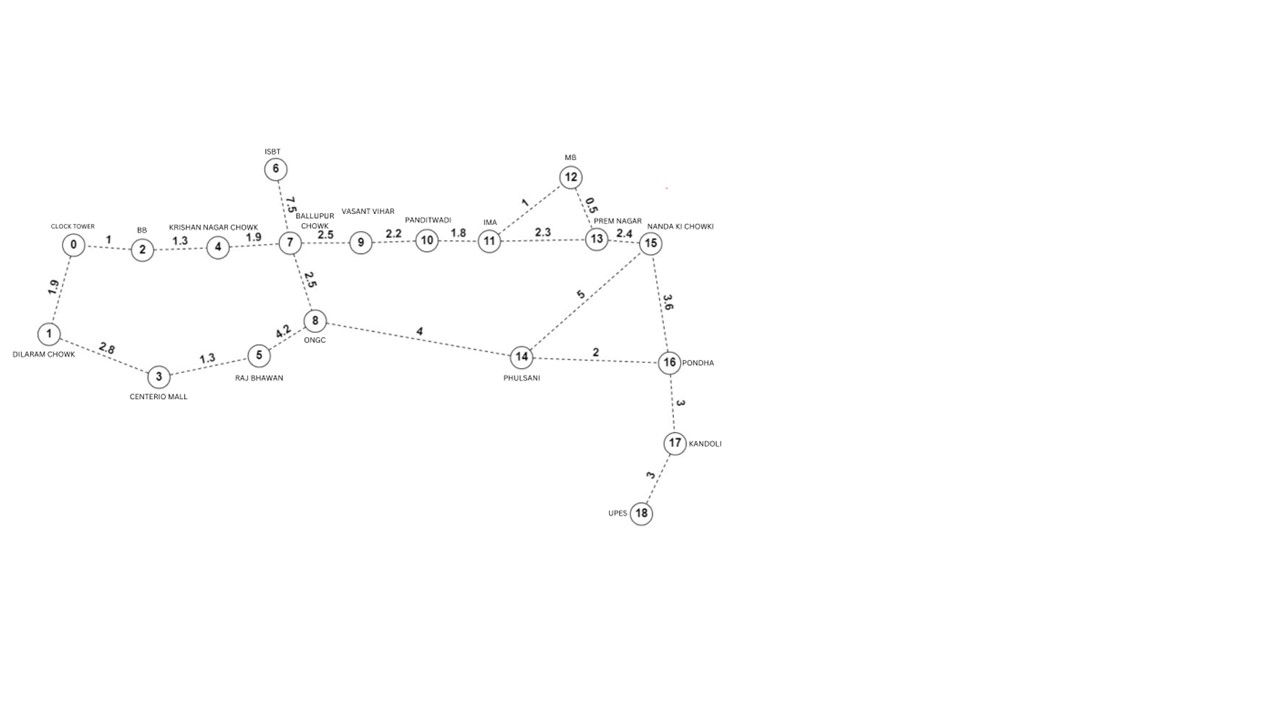 ISBT
6
MB
12
7.5
1
0.5
CLOCK TOWER
BB
KRISHAN NAGAR CHOWK
BALLUPUR
CHOWK
VASANT VIHAR
PANDITWADI
IMA
PREM NAGAR
NANDA KI CHOWKI
0
1
2
1.3
4
1.9
7
2.5
9
2.2
10
1.8
11
2.3
13
2.4
15
1.9
2.5
5
3.6
1
DILARAM CHOWK
2.8
3
CENTERIO MALL
1.3
5
RAJ BHAWAN
4.2
8
ONGC
4
14
PHULSANI
2
16
PONDHA
3
17
KANDOLI
3
UPES
18